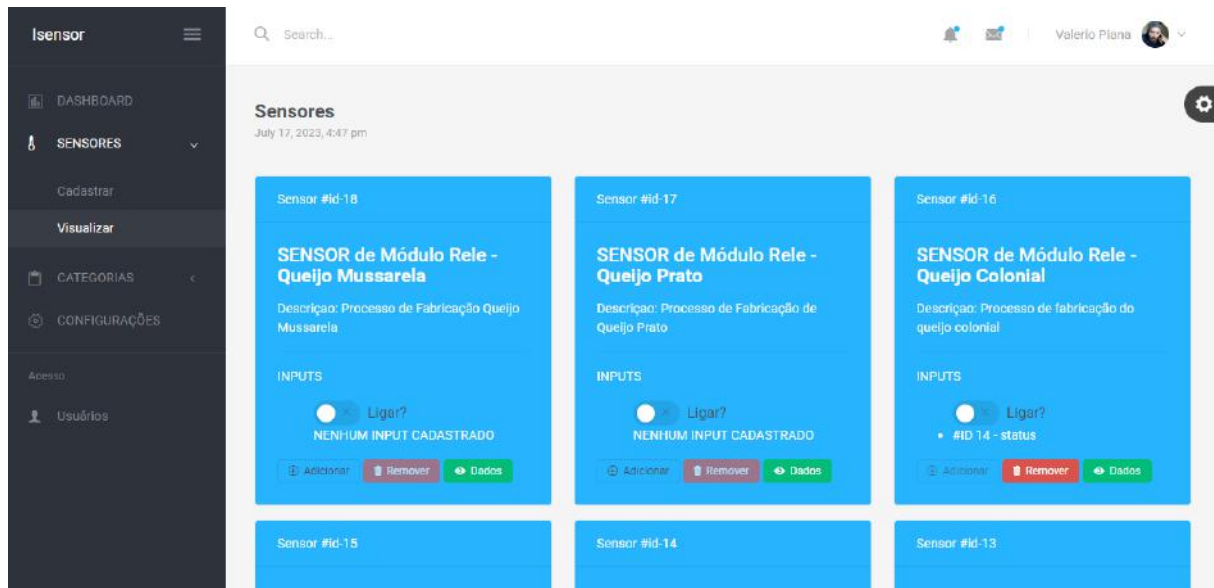 Isensor
Search...
Valerio Piana
DASHBOARD
SENSORES
Cadastrar
Visualizar
CATEGORIAS
CONFIGURAÇÕES
Acesso
Usuários
Sensores
July 17, 2023, 4:47 pm
Sensor #id-18
SENSOR de Módulo Rele -
Queijo Mussarela
Descriçao: Processo de Fabricação Queijo
Mussarela
INPUTS
Ligar?
NENHUM INPUT CADASTRADO
Adicionar Remover Dados
Sensor #id-17
SENSOR de Módulo Rele -
Queijo Prato
Descriçao: Processo de Fabricação de
Queijo Prato
INPUTS
Ligar?
NENHUM INPUT CADASTRADO
Adicionar Remover Dados
Sensor #id-16
SENSOR de Módulo Rele -
Queijo Colonial
Descriçao: Processo de fabricação do
queijo colonial
INPUTS
Ligar?
• #ID 14 - status
Adicionar Remover Dados
Sensor #id-15
Sensor #id-14
Sensor #id-13